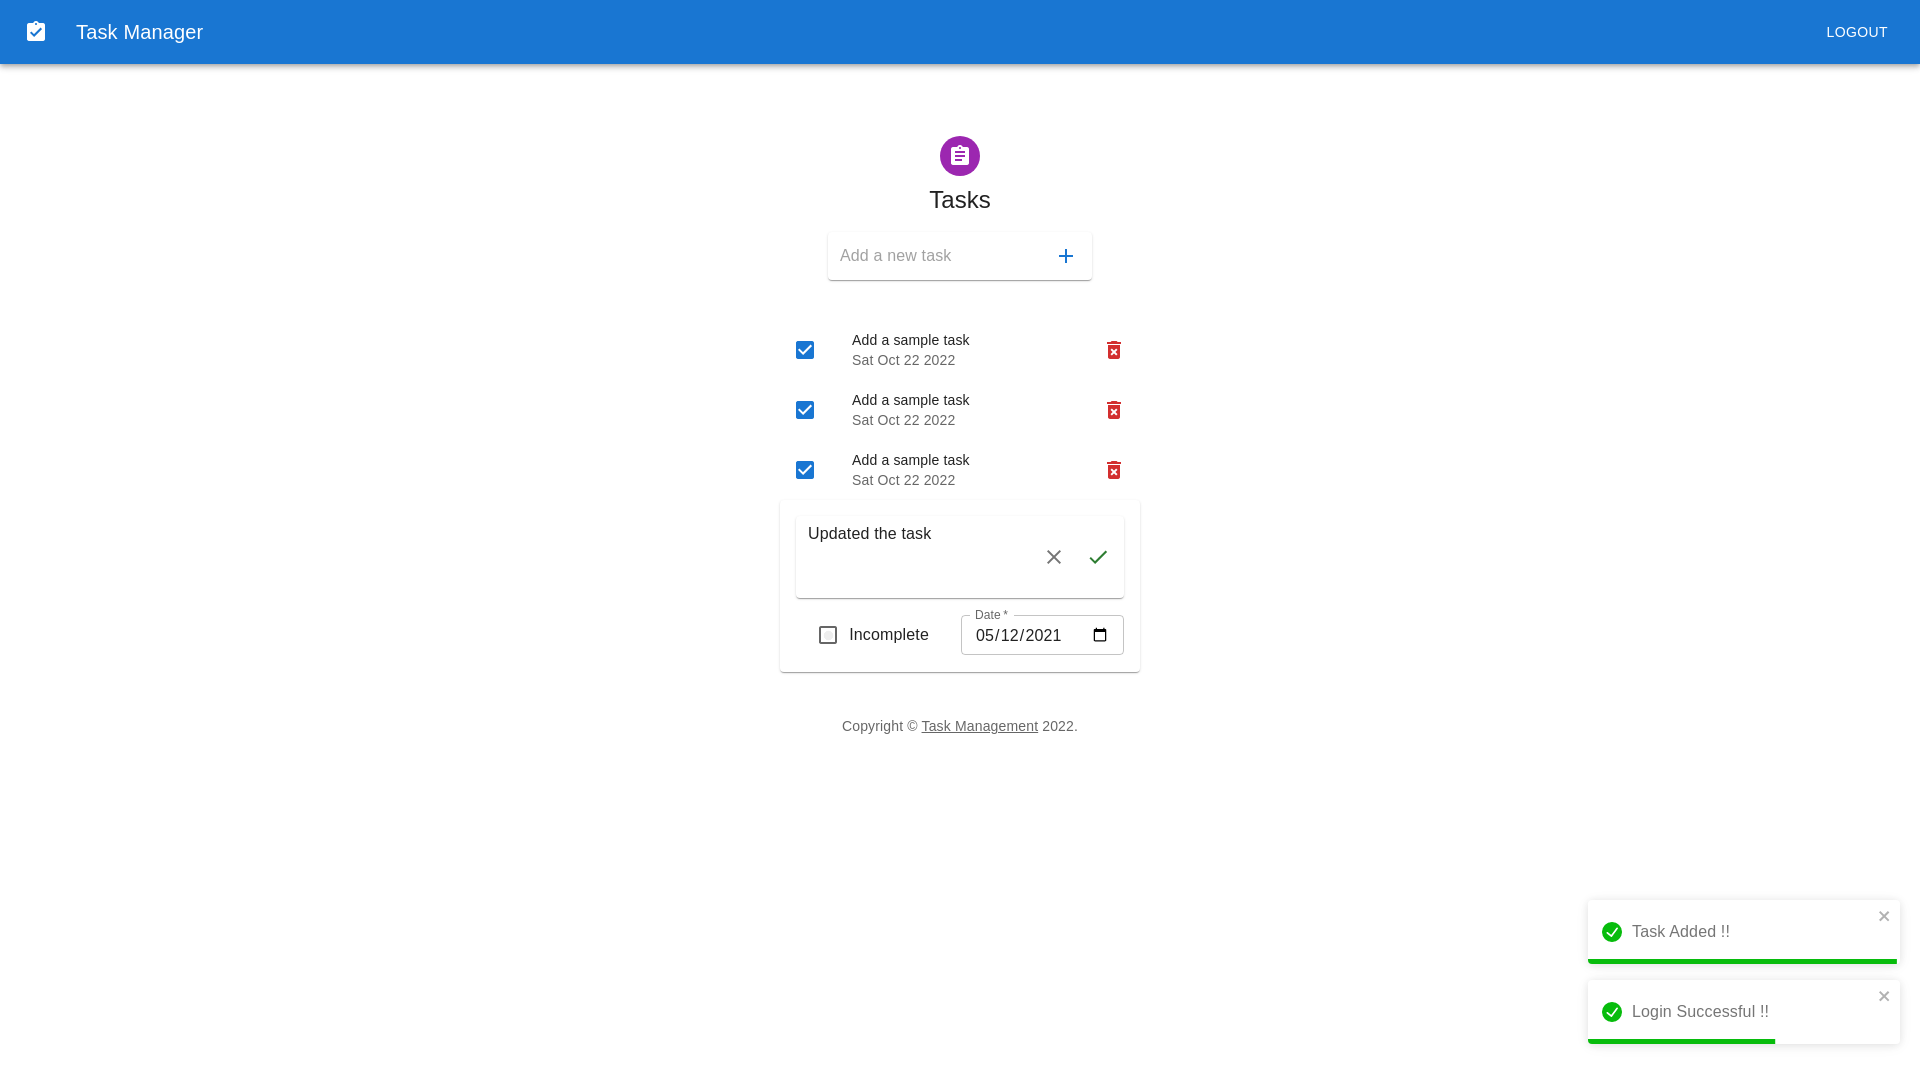 Task Manager
LOGOUT
Tasks
Add a new task
Add a sample task
Sat Oct 22 2022
Add a sample task
Sat Oct 22 2022
Add a sample task
Sat Oct 22 2022
Updated the task
Incomplete
Date *
05/12/2021
Copyright © Task Management 2022.
Task Added !!
Login Successful !!